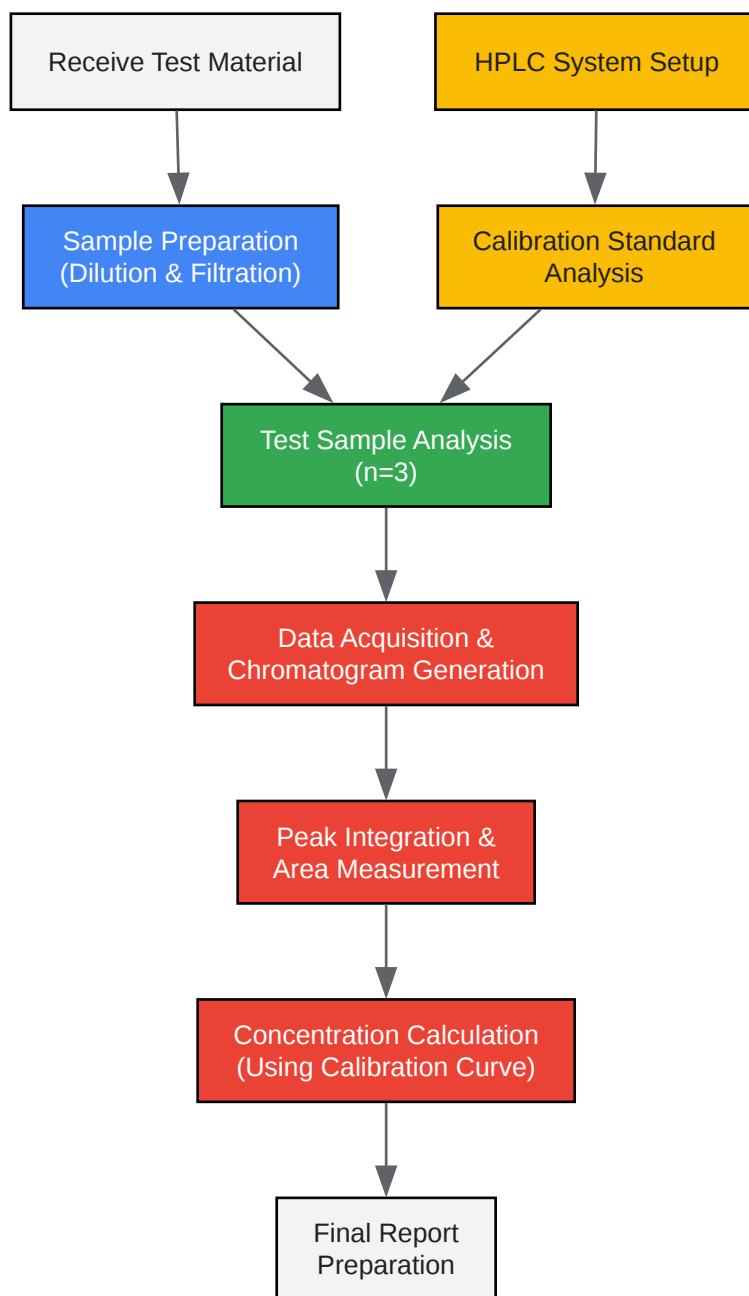 Receive Test Material
HPLC System Setup
Sample Preparation
(Dilution & Filtration)
Calibration Standard
Analysis
Test Sample Analysis
(n=3)
Data Acquisition &
Chromatogram Generation
Peak Integration &
Area Measurement
Concentration Calculation
(Using Calibration Curve)
Final Report
Preparation